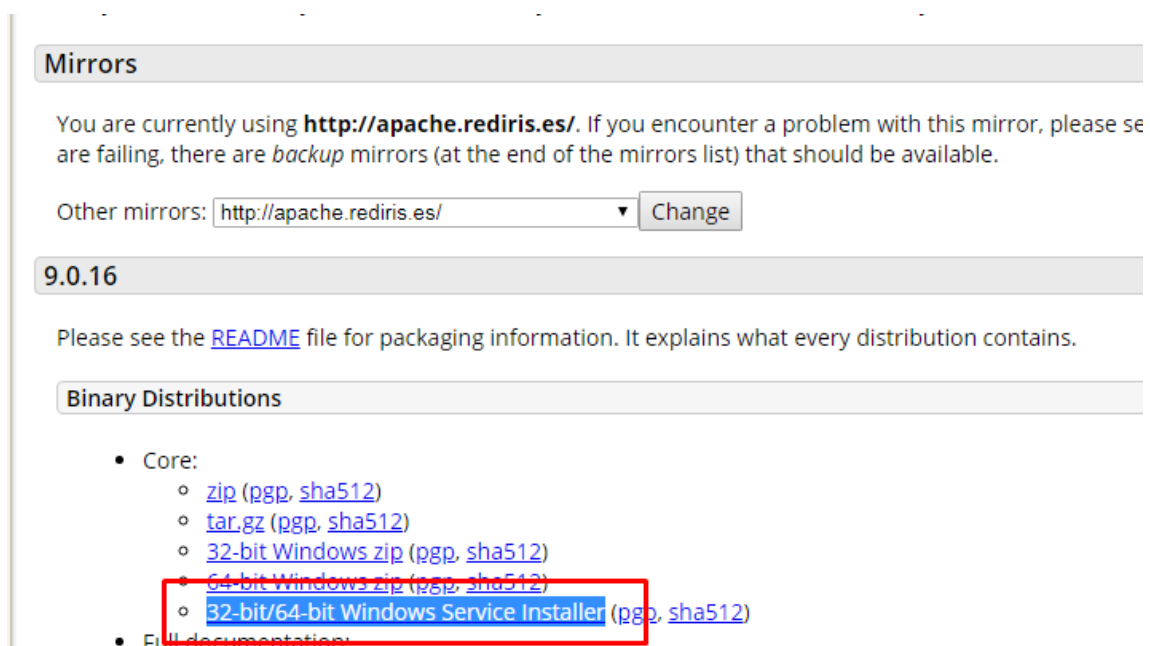 Mirrors
You are currently using http://apache.rediris.es/. If you encounter a problem with this mirror, please se
are failing, there are backup mirrors (at the end of the mirrors list) that should be available.
Other mirrors: http://apache.rediris.es/ Change
9.0.16
Please see the README file for packaging information. It explains what every distribution contains.
Binary Distributions
Core:
zip (pgp, sha512)
tar.gz (pgp, sha512)
32-bit Windows zip (pgp, sha512)
64-bit Windows zip (pgp, sha512)
32-bit/64-bit Windows Service Installer (pgp, sha512)
Full documentation: